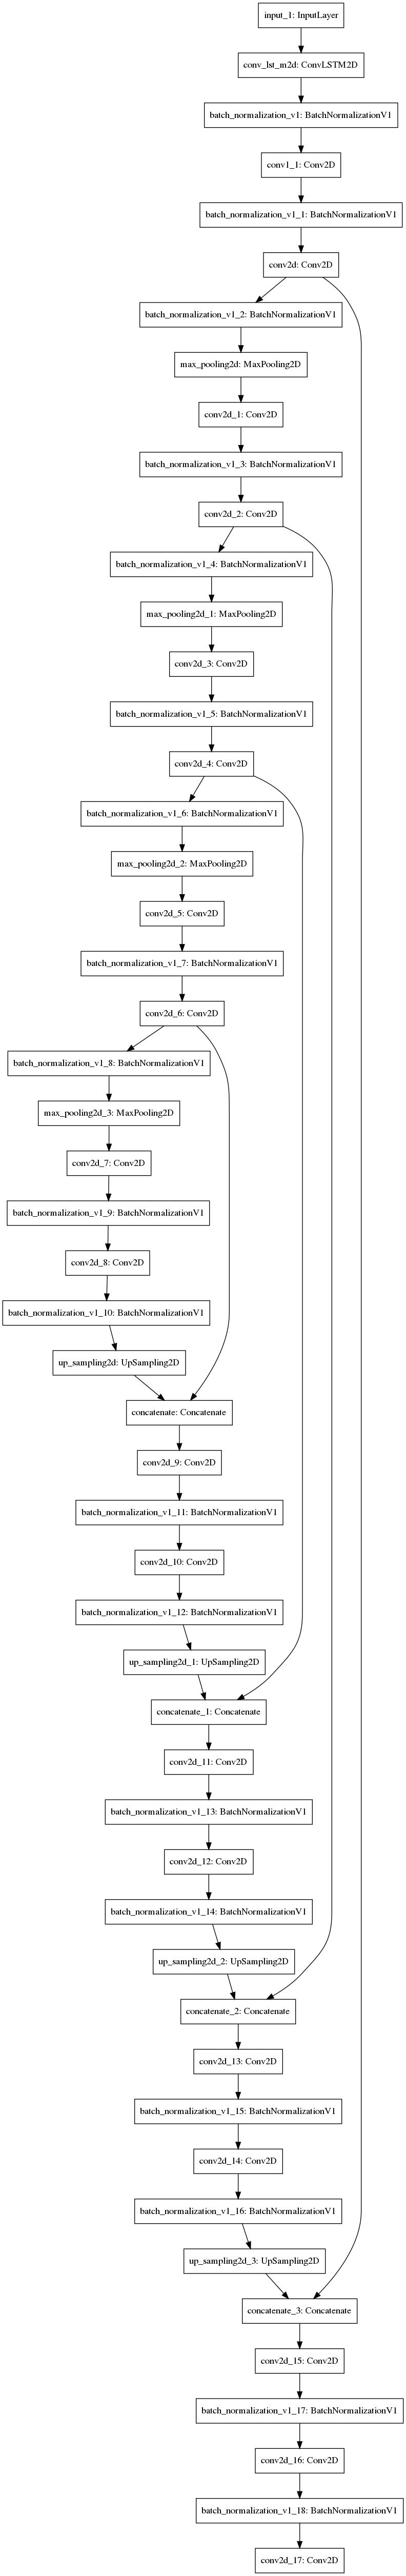 input_1: InputLayer
conv_lst_m2d: ConvLSTM2D
batch_normalization_v1: BatchNormalizationV1
conv1_1: Conv2D
batch_normalization_v1_1: BatchNormalizationV1
conv2d: Conv2D
batch_normalization_v1_2: BatchNormalizationV1
max_pooling2d: MaxPooling2D
conv2d_1: Conv2D
batch_normalization_v1_3: BatchNormalizationV1
conv2d_2: Conv2D
batch_normalization_v1_4: BatchNormalizationV1
max_pooling2d_1: MaxPooling2D
conv2d_3: Conv2D
batch_normalization_v1_5: BatchNormalizationV1
conv2d_4: Conv2D
batch_normalization_v1_6: BatchNormalizationV1
max_pooling2d_2: MaxPooling2D
conv2d_5: Conv2D
batch_normalization_v1_7: BatchNormalizationV1
conv2d_6: Conv2D
batch_normalization_v1_8: BatchNormalizationV1
max_pooling2d_3: MaxPooling2D
conv2d_7: Conv2D
batch_normalization_v1_9: BatchNormalizationV1
conv2d_8: Conv2D
batch_normalization_v1_10: BatchNormalizationV1
up_sampling2d: UpSampling2D
concatenate: Concatenate
conv2d_9: Conv2D
batch_normalization_v1_11: BatchNormalizationV1
conv2d_10: Conv2D
batch_normalization_v1_12: BatchNormalizationV1
up_sampling2d_1: UpSampling2D
concatenate_1: Concatenate
conv2d_11: Conv2D
batch_normalization_v1_13: BatchNormalizationV1
conv2d_12: Conv2D
batch_normalization_v1_14: BatchNormalizationV1
up_sampling2d_2: UpSampling2D
concatenate_2: Concatenate
conv2d_13: Conv2D
batch_normalization_v1_15: BatchNormalizationV1
conv2d_14: Conv2D
batch_normalization_v1_16: BatchNormalizationV1
up_sampling2d_3: UpSampling2D
concatenate_3: Concatenate
conv2d_15: Conv2D
batch_normalization_v1_17: BatchNormalizationV1
conv2d_16: Conv2D
batch_normalization_v1_18: BatchNormalizationV1
conv2d_17: Conv2D